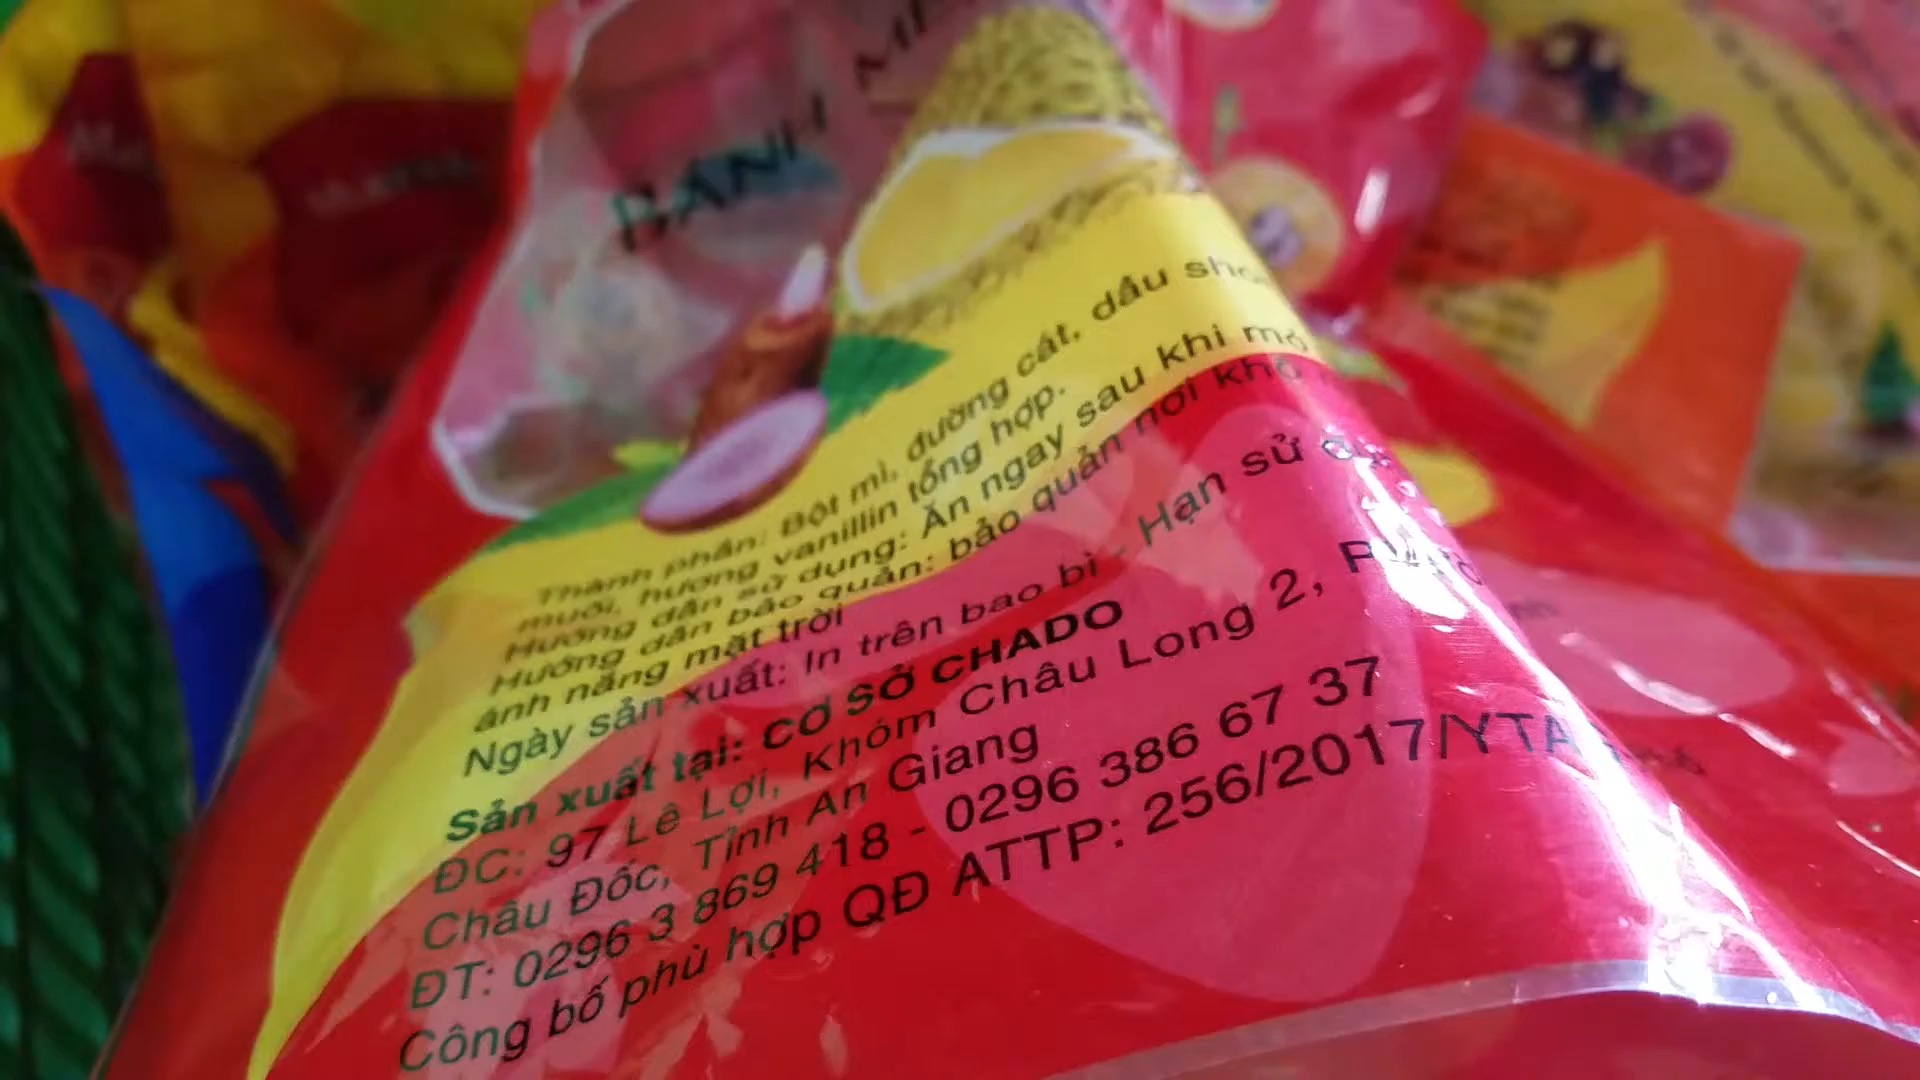 BÁNH MÌ
Thành phần: Bột mì, đường cát, dầu
muối, hương vanillin tổng hợp.
Hướng dẫn sử dụng: Ăn ngay sau khi mở
Hướng dẫn bảo quản: bảo quản nơi khô
ánh nắng mặt trời
Ngày sản xuất: In trên bao bì - Hạn sử
Sản xuất tại: CƠ SỞ CHADO
ĐC: 97 Lê Lợi, Khóm Châu Long 2,
Châu Đốc, Tỉnh An Giang
ĐT: 0296 3 869 418 - 0296 386 67 37
Công bố phù hợp QĐ ATTP: 256/2017/YTA